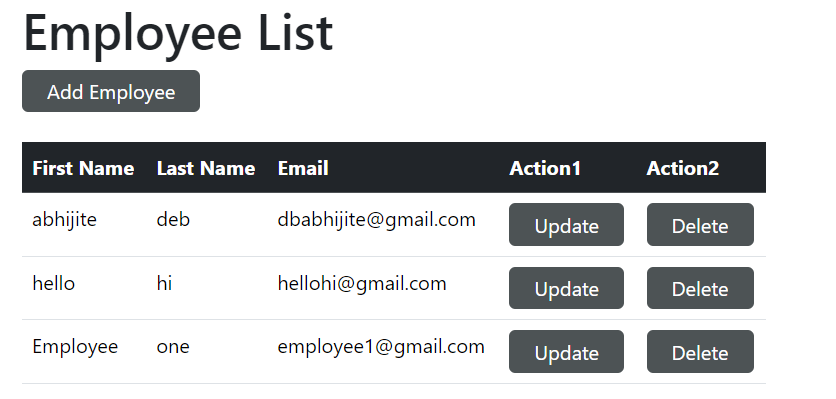 Employee List
Add Employee
First Name Last Name Email Action1 Action2
abhijite deb dbabhijite@gmail.com Update Delete
hello hi hellohi@gmail.com Update Delete
Employee one employee1@gmail.com Update Delete